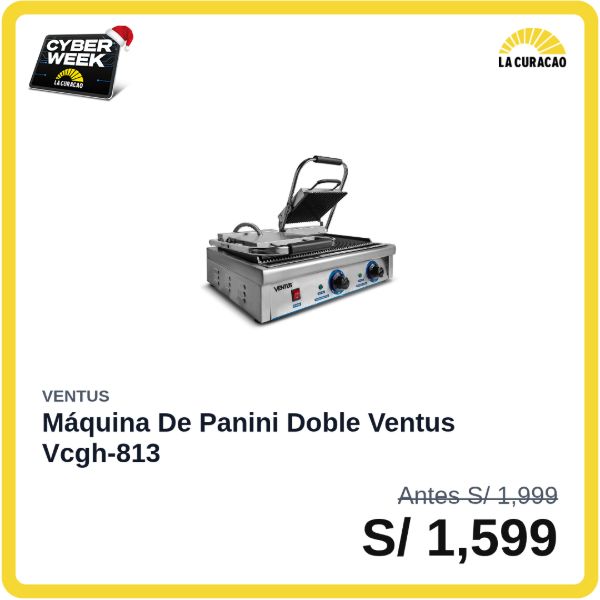 CYBER
WEEK
LA CURACAO
LA CURACAO
VENTUS
VENTUS
Máquina De Panini Doble Ventus
Vcgh-813
Antes S/ 1,999
S/ 1,599